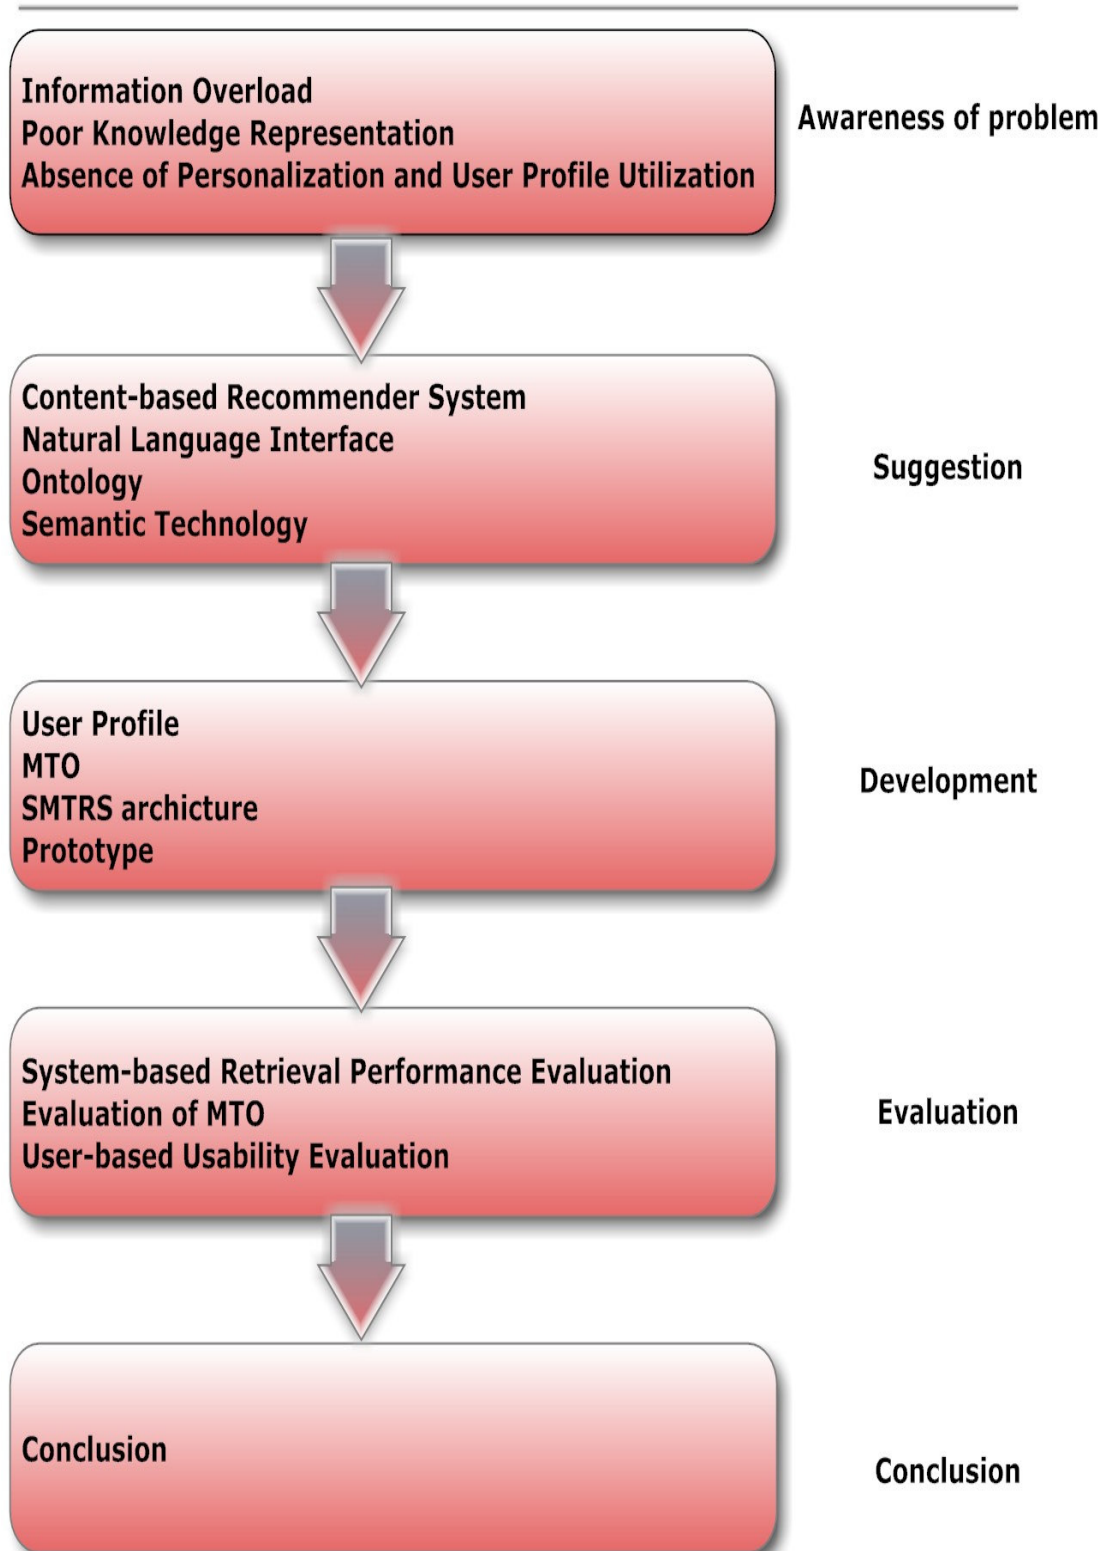 Information Overload
Poor Knowledge Representation
Absence of Personalization and User Profile Utilization
Awareness of problem
Content-based Recommender System
Natural Language Interface
Ontology
Semantic Technology
Suggestion
User Profile
MTO
SMTRS archicture
Prototype
Development
System-based Retrieval Performance Evaluation
Evaluation of MTO
User-based Usability Evaluation
Evaluation
Conclusion
Conclusion